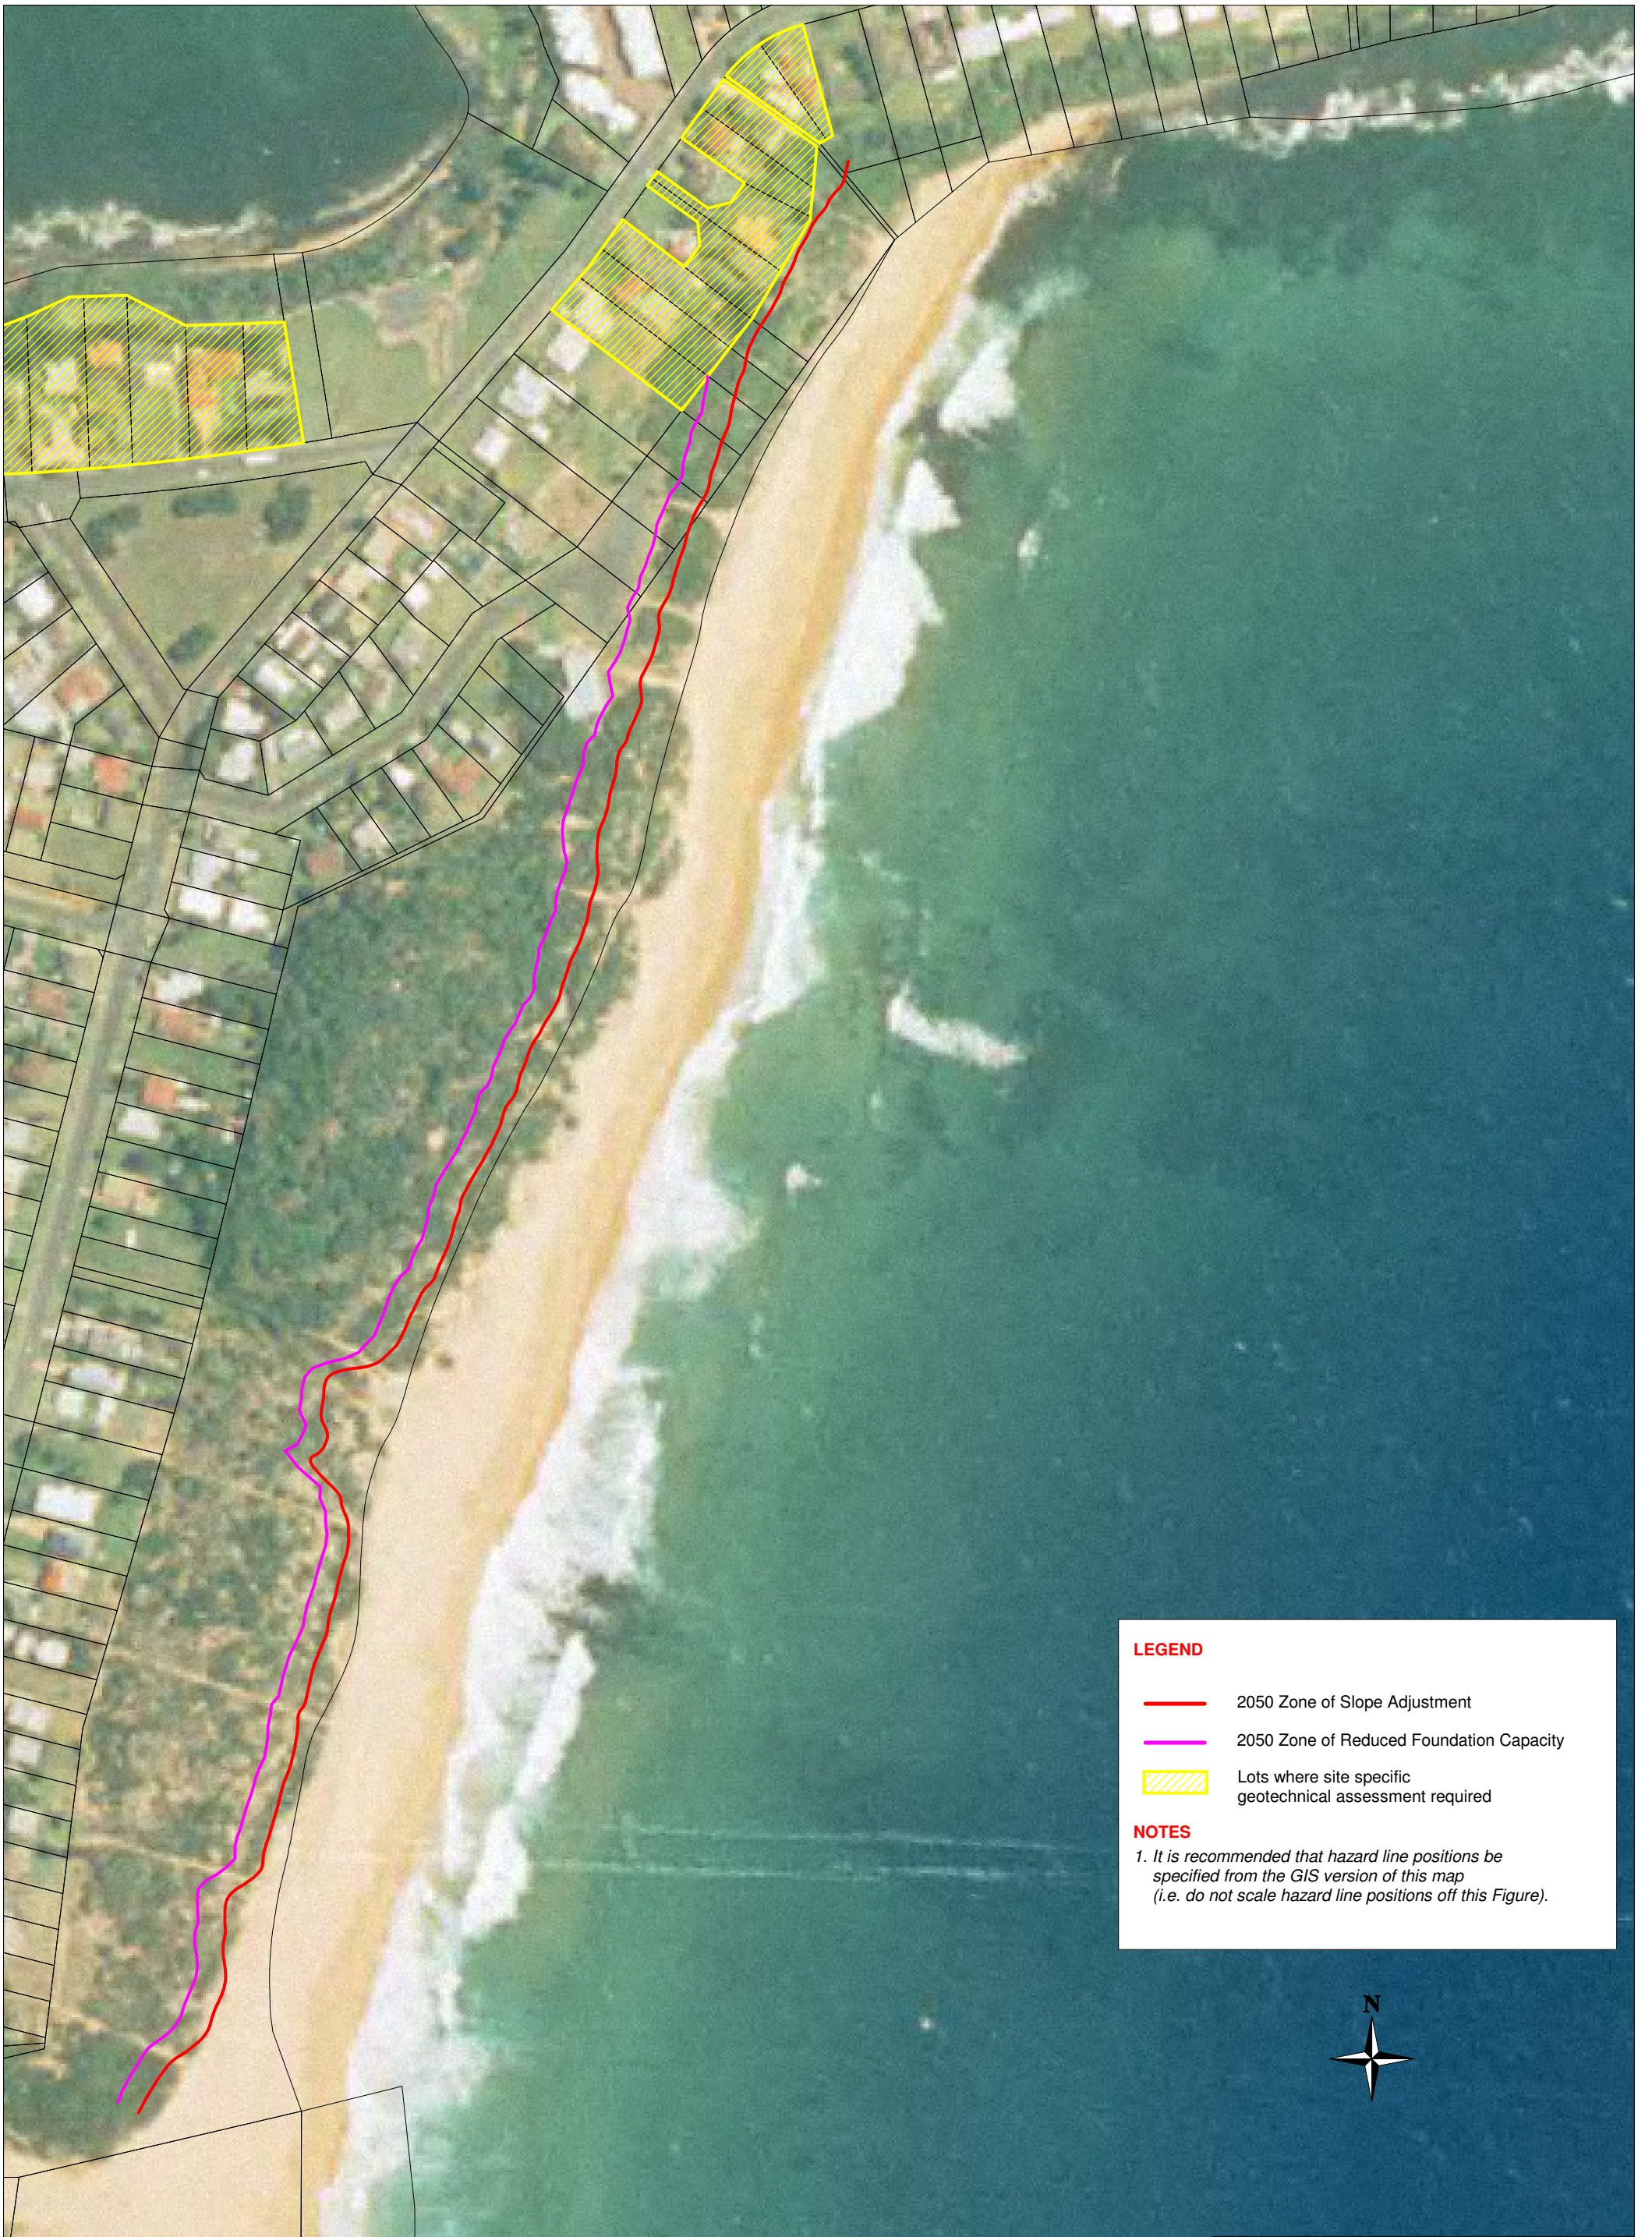 LEGEND
2050 Zone of Slope Adjustment
2050 Zone of Reduced Foundation Capacity
Lots where site specific
geotechnical assessment required
NOTES
1. It is recommended that hazard line positions be
specified from the GIS version of this map
(i.e. do not scale hazard line positions off this Figure).
N